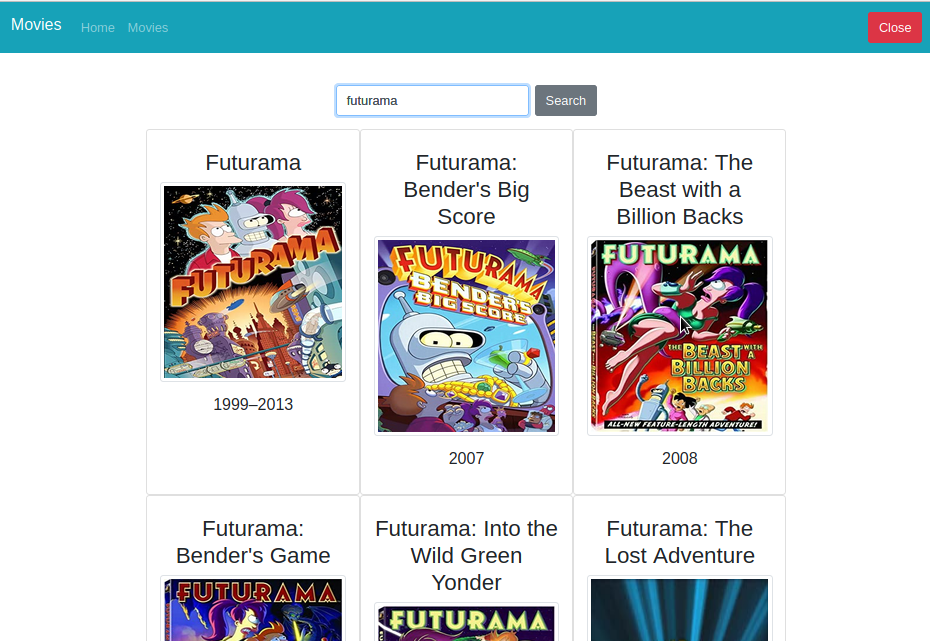 Movies Home Movies Close
futurama Search
Futurama
FUTURAMA
1999–2013
Futurama:
Bender's Big
Score
FUTURAMA
BENDER'S
BIG SCORE
2007
Futurama: The
Beast with a
Billion Backs
FUTURAMA
THE BEAST WITH A
BILLION
BACKS
ALL-NEW FEATURE-LENGTH ADVENTURE!
2008
Futurama:
Bender's Game
FUTURAMA
Futurama: Into the
Wild Green
Yonder
FUTURAMA
Futurama: The
Lost Adventure